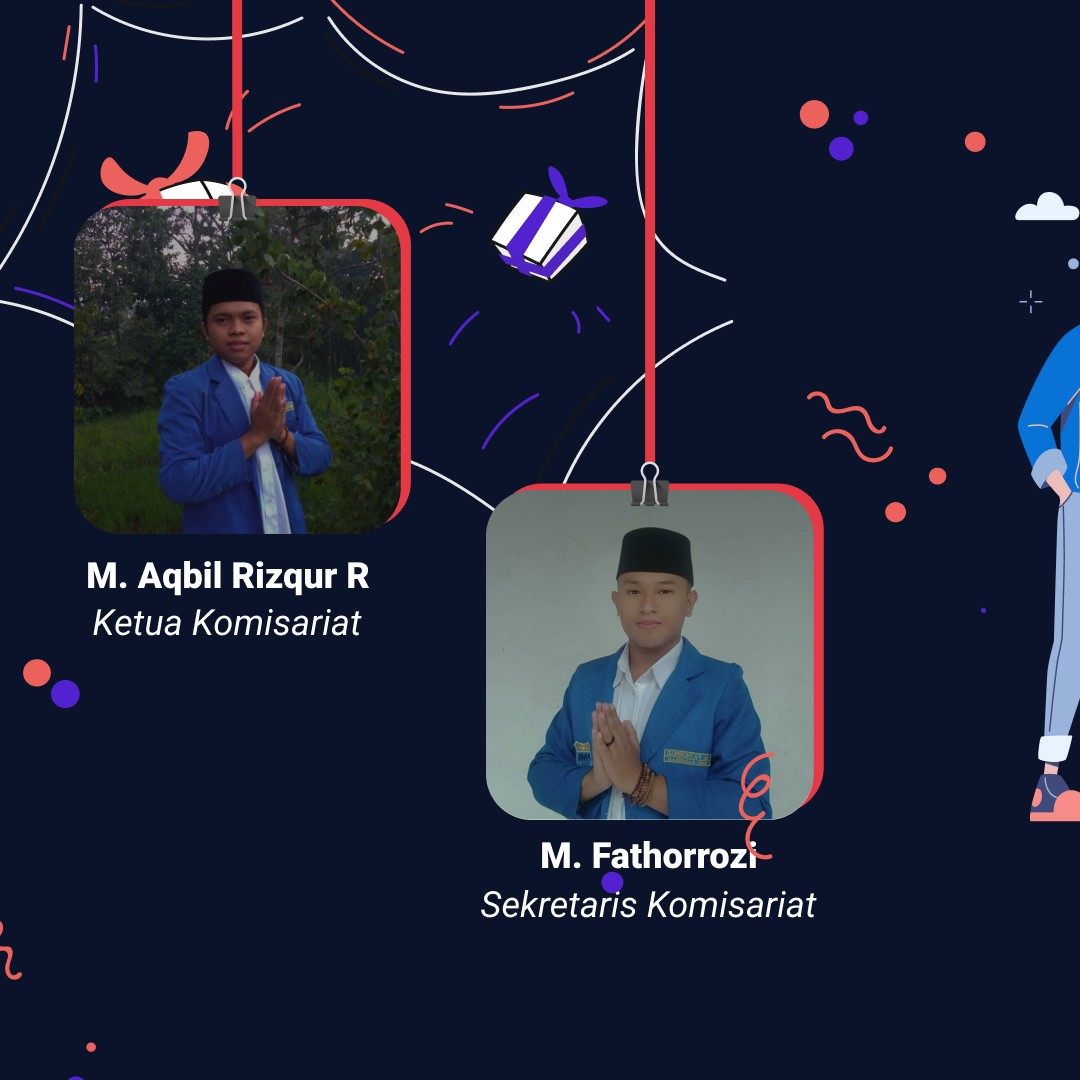 M. Aqbil Rizqur R
Ketua Komisariat
M. Fathorrozi
Sekretaris Komisariat